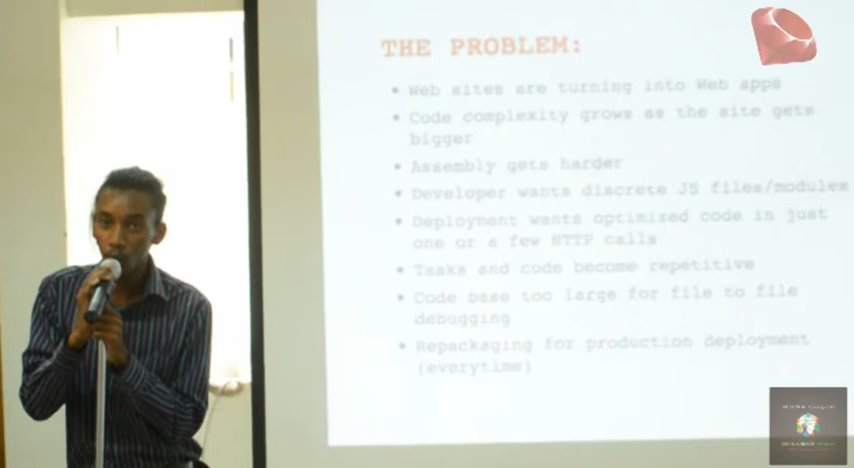 THE PROBLEM:
• Web sites are turning into Web apps
• Code complexity grows as the site gets
bigger
• Assembly gets harder
• Developer wants discrete JS files/modules
• Deployment wants optimized code in just
one or a few HTTP calls
• Tasks and code become repetitive
• Code base too large for file to file
debugging
• Repackaging for production deployment
(everytime)